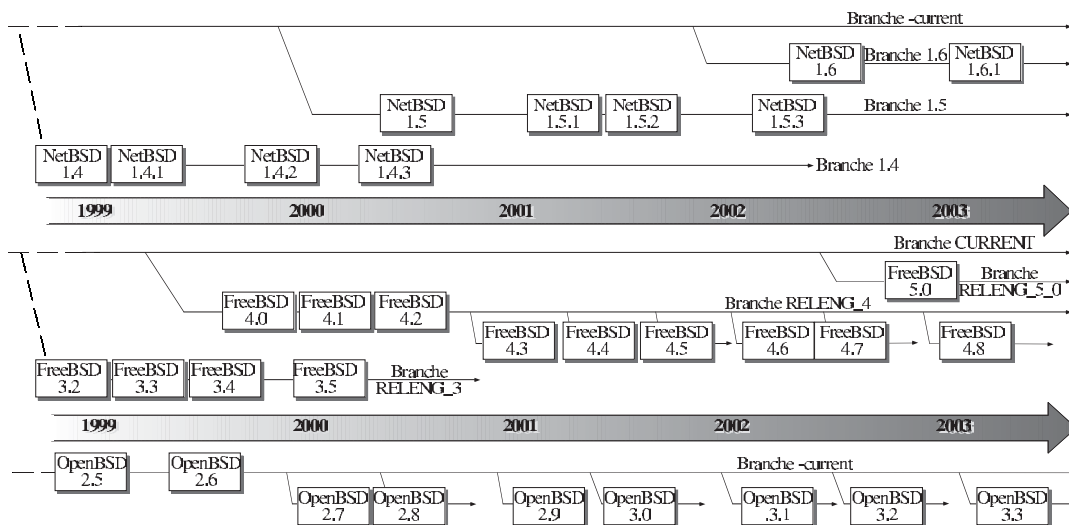 Branche -current
NetBSD
1.6
Branche 1.6
NetBSD
1.6.1
NetBSD
1.5
NetBSD
1.5.1
NetBSD
1.5.2
NetBSD
1.5.3
Branche 1.5
NetBSD
1.4
NetBSD
1.4.1
NetBSD
1.4.2
NetBSD
1.4.3
Branche 1.4
1999 2000 2001 2002 2003
Branche CURRENT
FreeBSD
5.0
Branche
RELENG_5_0
FreeBSD
4.0
FreeBSD
4.1
FreeBSD
4.2
Branche RELENG_4
FreeBSD
4.3
FreeBSD
4.4
FreeBSD
4.5
FreeBSD
4.6
FreeBSD
4.7
FreeBSD
4.8
FreeBSD
3.2
FreeBSD
3.3
FreeBSD
3.4
FreeBSD
3.5
Branche
RELENG_3
1999 2000 2001 2002 2003
OpenBSD
2.5
OpenBSD
2.6
Branche -current
OpenBSD
2.7
OpenBSD
2.8
OpenBSD
2.9
OpenBSD
3.0
OpenBSD
3.1
OpenBSD
3.2
OpenBSD
3.3